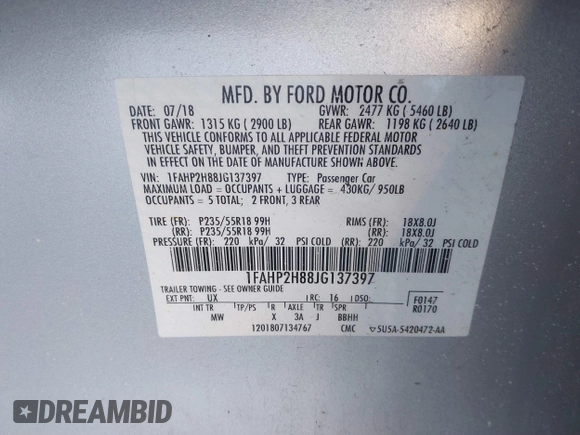 MFD. BY FORD MOTOR CO.
DATE: 07/18 GVWR: 2477 KG ( 5460 LB)
FRONT GAWR: 1315 KG ( 2900 LB) REAR GAWR: 1198 KG ( 2640 LB)
THIS VEHICLE CONFORMS TO ALL APPLICABLE FEDERAL MOTOR
VEHICLE SAFETY, BUMPER, AND THEFT PREVENTION STANDARDS
IN EFFECT ON THE DATE OF MANUFACTURE SHOWN ABOVE.
VIN: 1FAHP2H88JG137397 TYPE: Passenger Car
MAXIMUM LOAD = OCCUPANTS + LUGGAGE = 430KG/ 950LB
OCCUPANTS = 5 TOTAL; 2 FRONT, 3 REAR
TIRE (FR): P235/55R18 99H RIMS (FR): 18X8.0J
(RR): P235/55R18 99H (RR): 18X8.0J
PRESSURE (FR): 220 kPa/ 32 PSI COLD (RR): 220 kPa/ 32 PSI COLD
1FAHP2H88JG137397
TRAILER TOWING - SEE OWNER GUIDE
EXT PNT: UX RC: 16 DSO: F0147
INT TR TP/PS R AXLE TR SPR R0170
MW X 3A J BBHH
1201807134767 CMC 5U5A-5420472-AA
DREAMBID